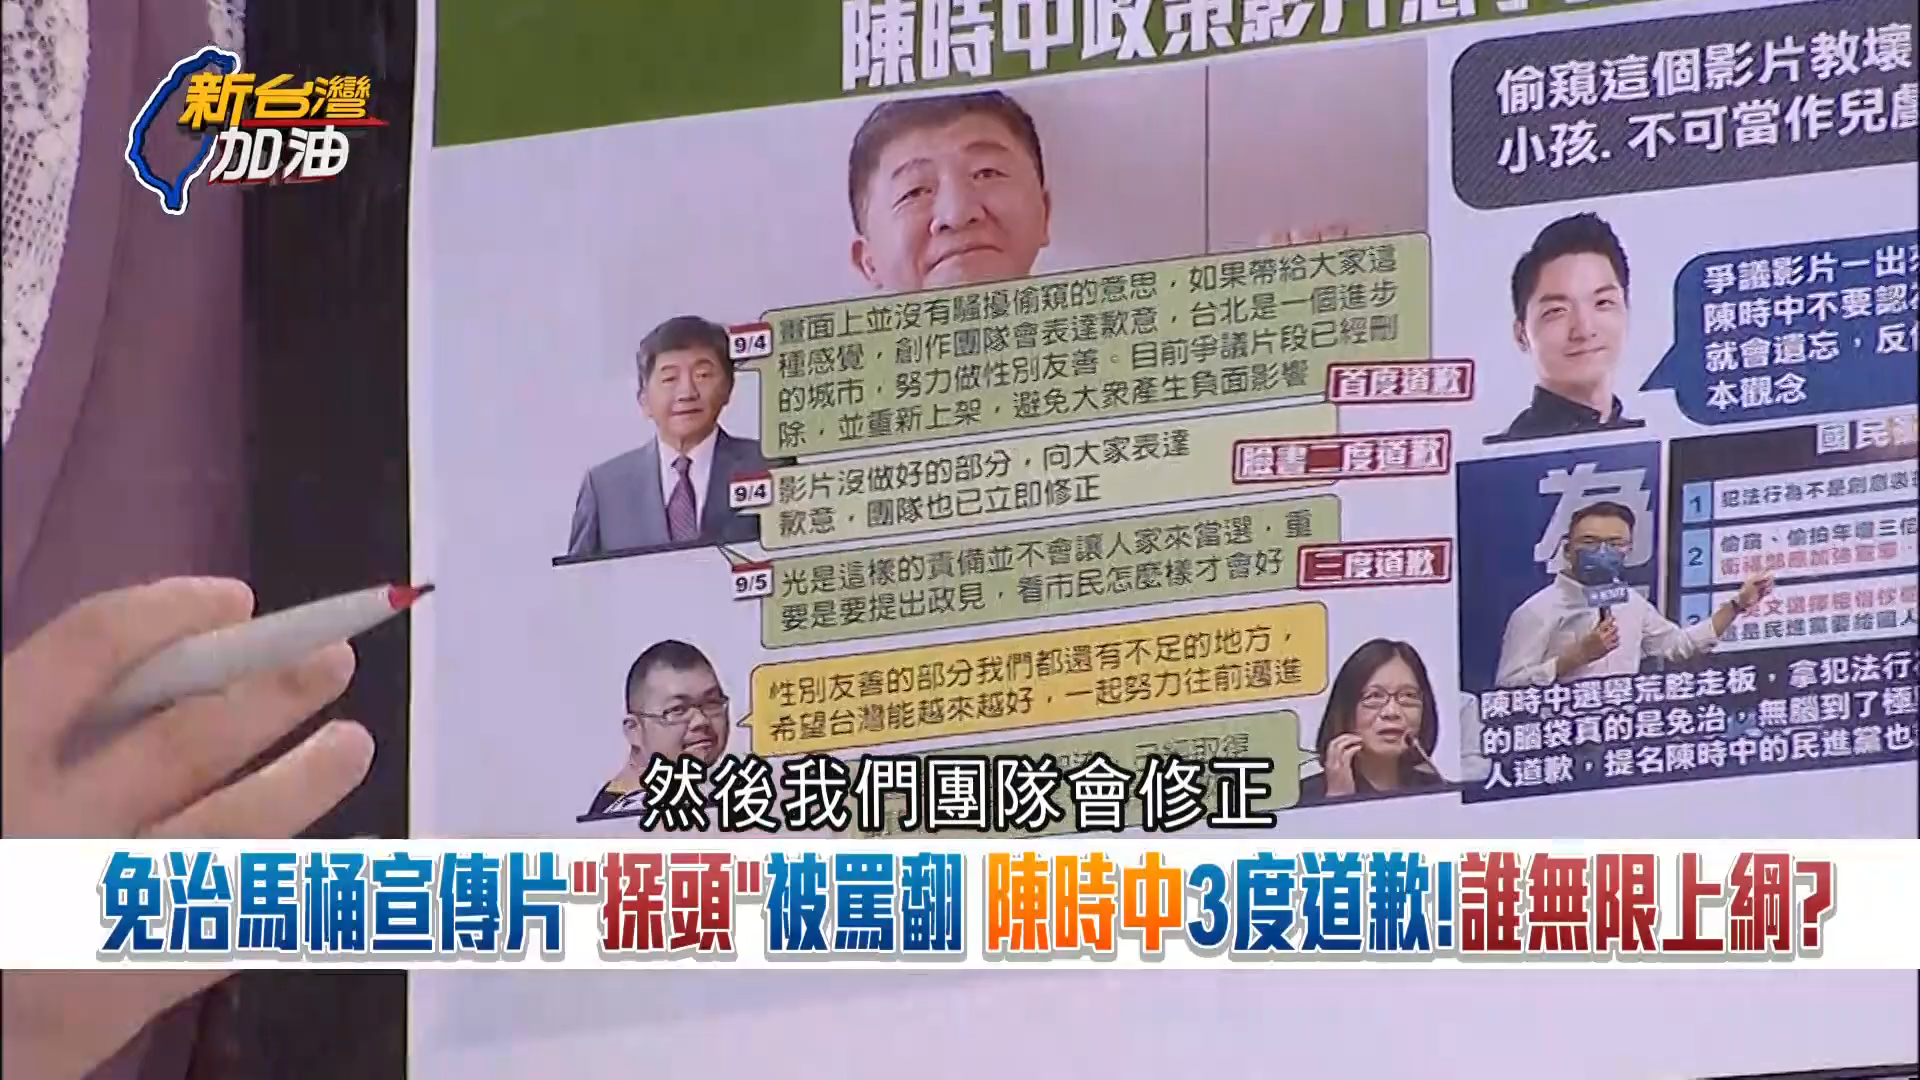 新台灣
加油
陳時中政策影片
偷窺這個影片教壞
小孩.不可當作兒戲
9/4
畫面上並沒有騷擾偷窺的意思，如果帶給大家這
種感覺，創作團隊會表達歉意，台北是一個進步
的城市，努力做性別友善。目前爭議片段已經刪
除，並重新上架，避免大眾產生負面影響
首度道歉
9/4
影片沒做好的部分，向大家表達
歉意，團隊也已立即修正
臉書二度道歉
9/5
光是這樣的責備並不會讓人家來當選，重
要是要提出政見，看市民怎麼樣才會好
三度道歉
性別友善的部分我們都還有不足的地方，
希望台灣能越來越好，一起努力往前邁進
爭議影片一出
陳時中不要認為
就會遺忘，反
本觀念
為
國民
1
犯法行為不是創意
2
偷窺、偷拍年增三倍
陳時中選舉荒腔走板，拿犯法行
的腦袋真的是免治，無腦到了極
人道歉，提名陳時中的民進黨也
然後我們團隊會修正
免治馬桶宣傳片"探頭"被罵翻 陳時中3度道歉!誰無限上綱?